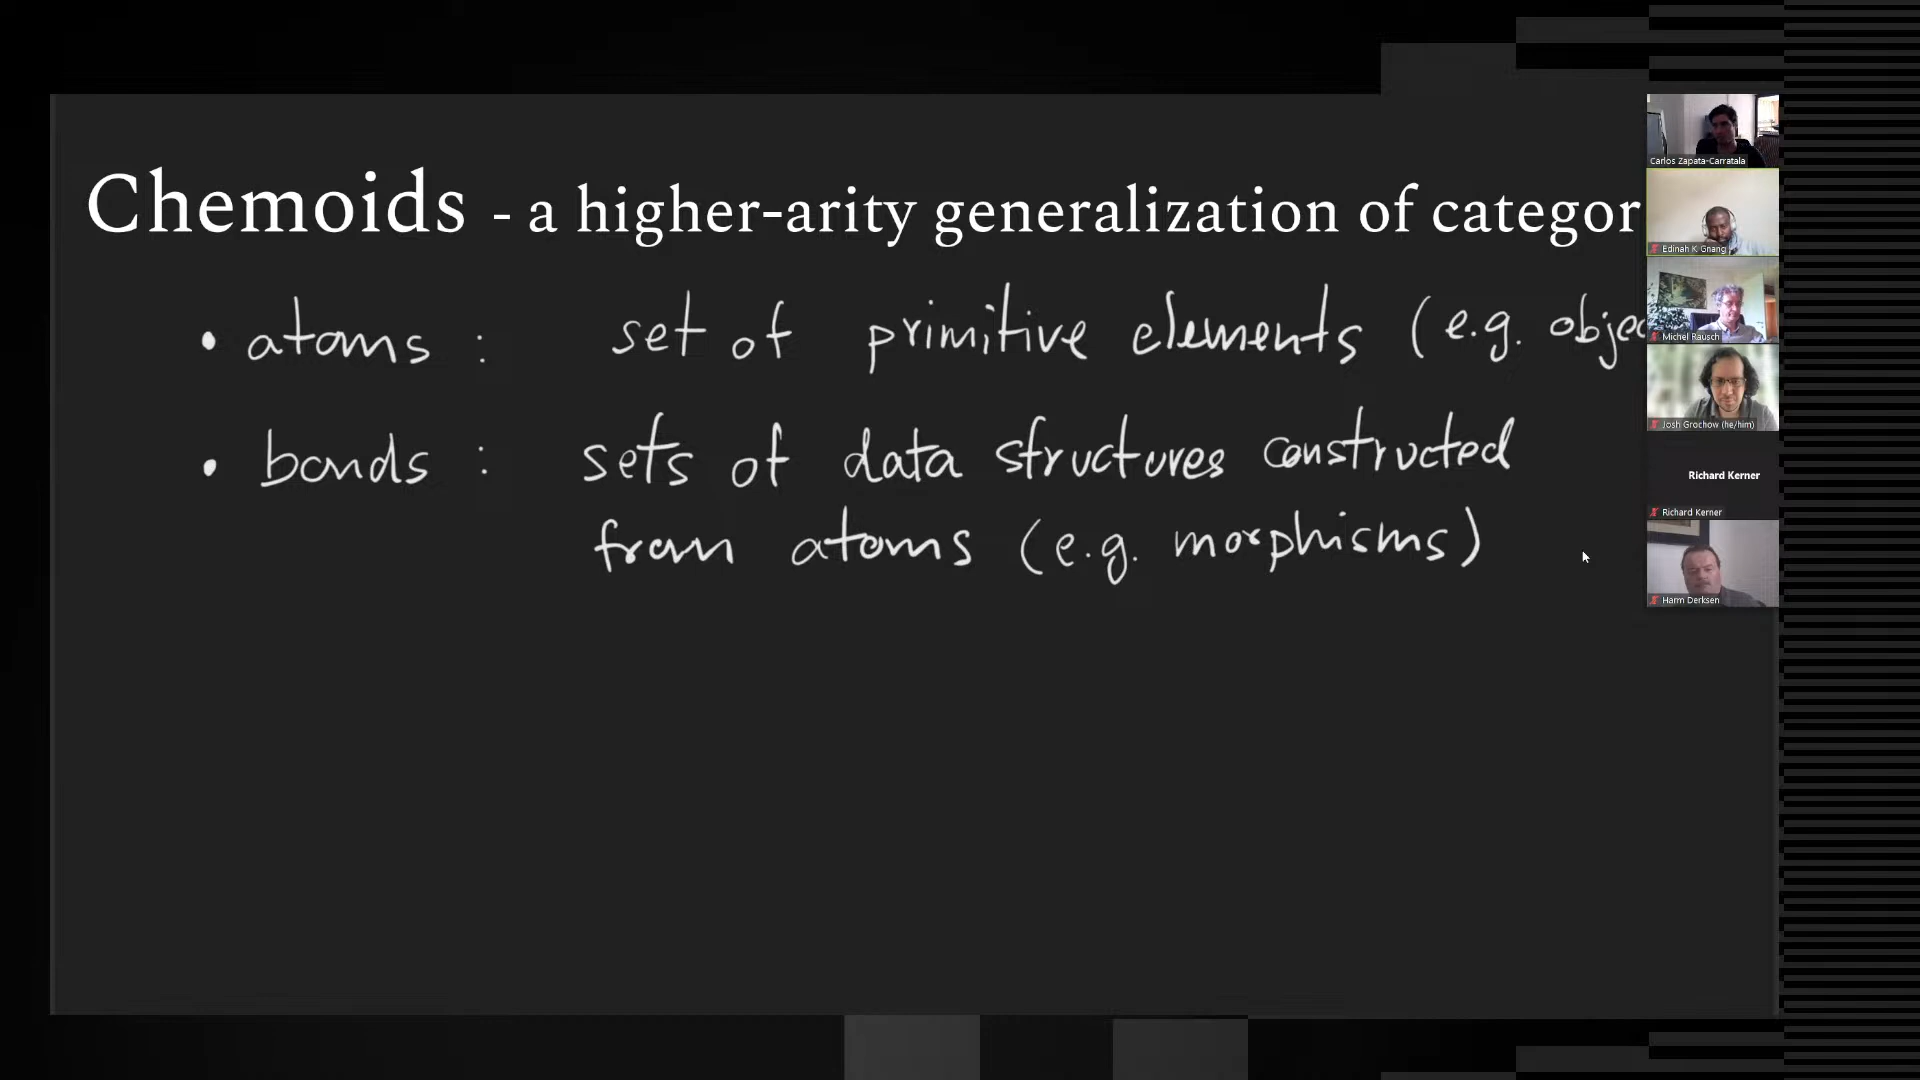 Chemoids - a higher-arity generalization of categor
• atoms : set of primitive elements (e.g. objec
• bonds : sets of data structures constructed
from atoms (e.g. morphisms)
Carlos Zapata-Carratala
Edinah K Gnang
Michel Rausch
Josh Grochow (he/him)
Richard Kerner
Richard Kerner
Harm Derksen